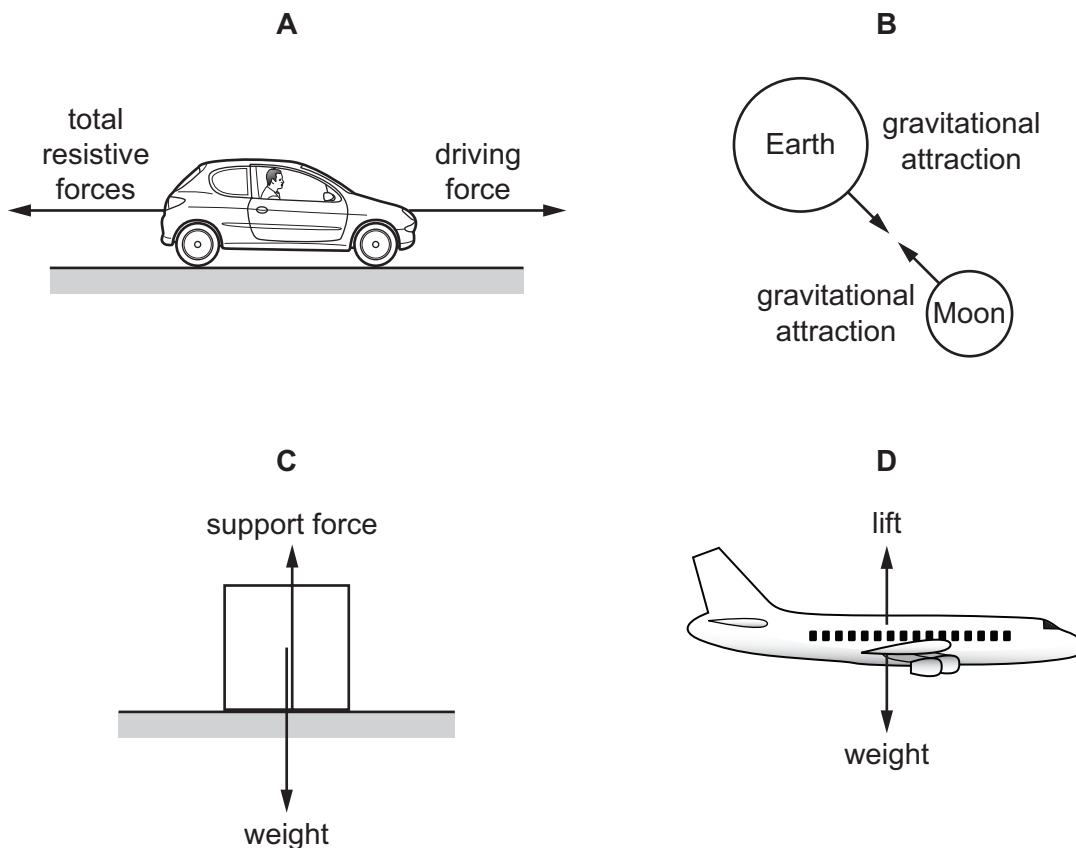 A
total
resistive
forces
driving
force
B
Earth
gravitational
attraction
gravitational
attraction
Moon
C
support force
weight
D
lift
weight